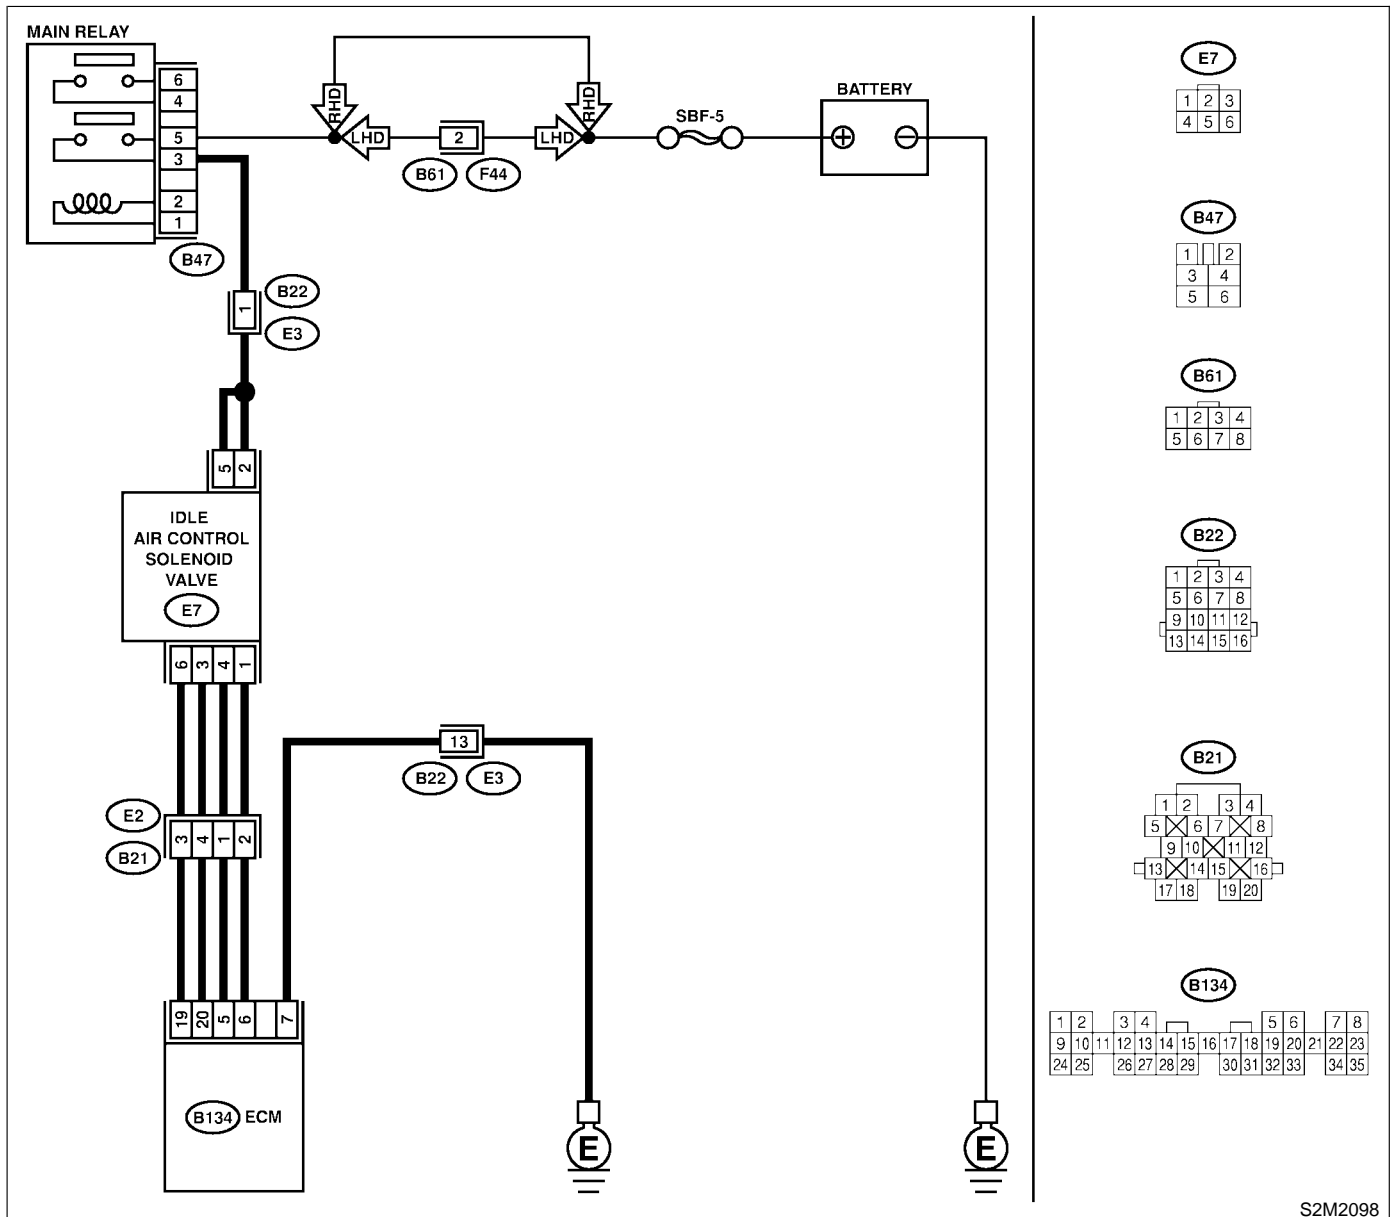 MAIN RELAY
6
4
5
3
2
1
B47
RHD
LHD
2
LHD
RHD
B61
F44
SBF-5
BATTERY
+
−
1
B22
E3
5
2
IDLE
AIR CONTROL
SOLENOID
VALVE
E7
6
3
4
1
E2
B21
3
4
1
2
13
B22
E3
19
20
5
6
7
B134
ECM
E
E
E7
1 2 3
4 5 6
B47
1 2
3 4
5 6
B61
1 2 3 4
5 6 7 8
B22
1 2 3 4
5 6 7 8
9 10 11 12
13 14 15 16
B21
1 2 3 4
5 6 7 8
9 10 11 12
13 14 15 16
17 18 19 20
B134
1 2 3 4 5 6 7 8
9 10 11 12 13 14 15 16 17 18 19 20 21 22 23
24 25 26 27 28 29 30 31 32 33 34 35
S2M2098